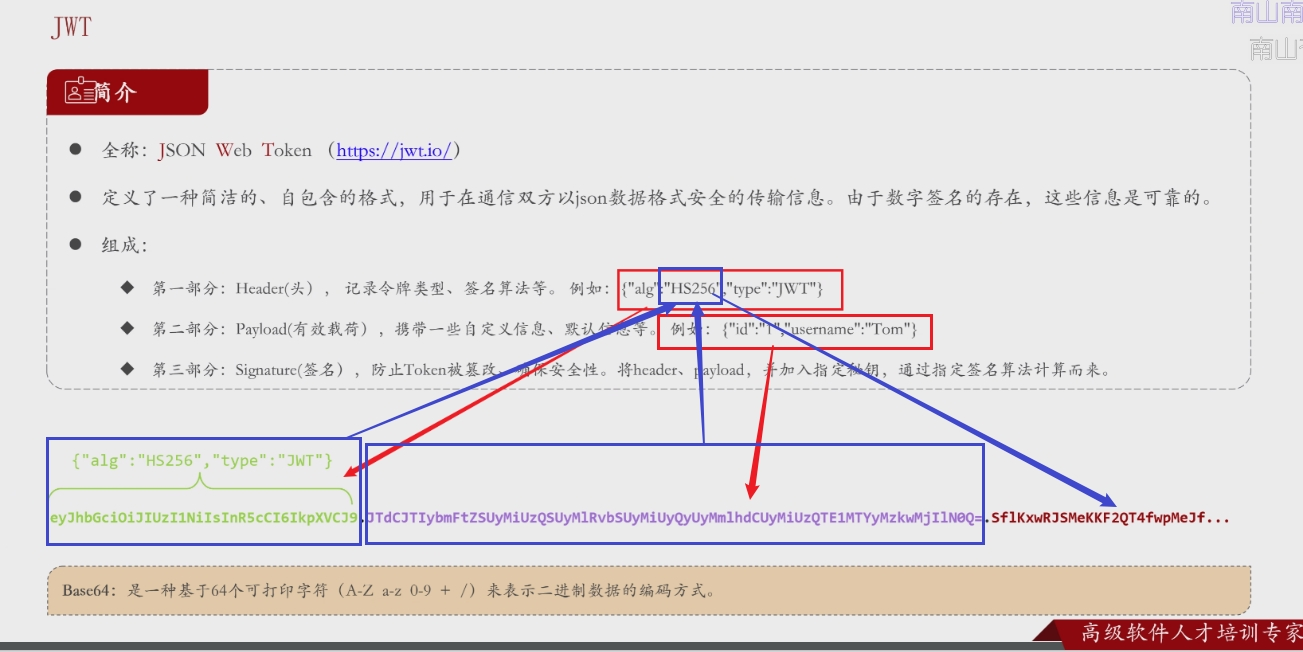 JWT
南山南
南山
简介
全称：JSON Web Token （https://jwt.io/）
定义了一种简洁的、自包含的格式，用于在通信双方以json数据格式安全的传输信息。由于数字签名的存在，这些信息是可靠的。
组成：
第一部分：Header(头) ， 记录令牌类型、签名算法等。 例如：{"alg":"HS256","type":"JWT"}
第二部分：Payload(有效载荷) ，携带一些自定义信息、默认信息等。 例如：{"id":"1","username":"Tom"}
第三部分：Signature(签名) ，防止Token被篡改、确保安全性。将header、payload，并加入指定秘钥，通过指定签名算法计算而来。
{"alg":"HS256","type":"JWT"}
eyJhbGciOiJIUzI1NiIsInR5cCI6IkpXVCJ9.JTdCJTIybmFtZSUyMiUzQSUyMlRvbSUyMiUyQyUyMmlhdCUyMiUzQTE1MTYyMzkwMjIlN0Q=.SflKxwRJSMeKKF2QT4fwpMeJf...
Base64：是一种基于64个可打印字符（A-Z a-z 0-9 + /）来表示二进制数据的编码方式。
高级软件人才培训专家